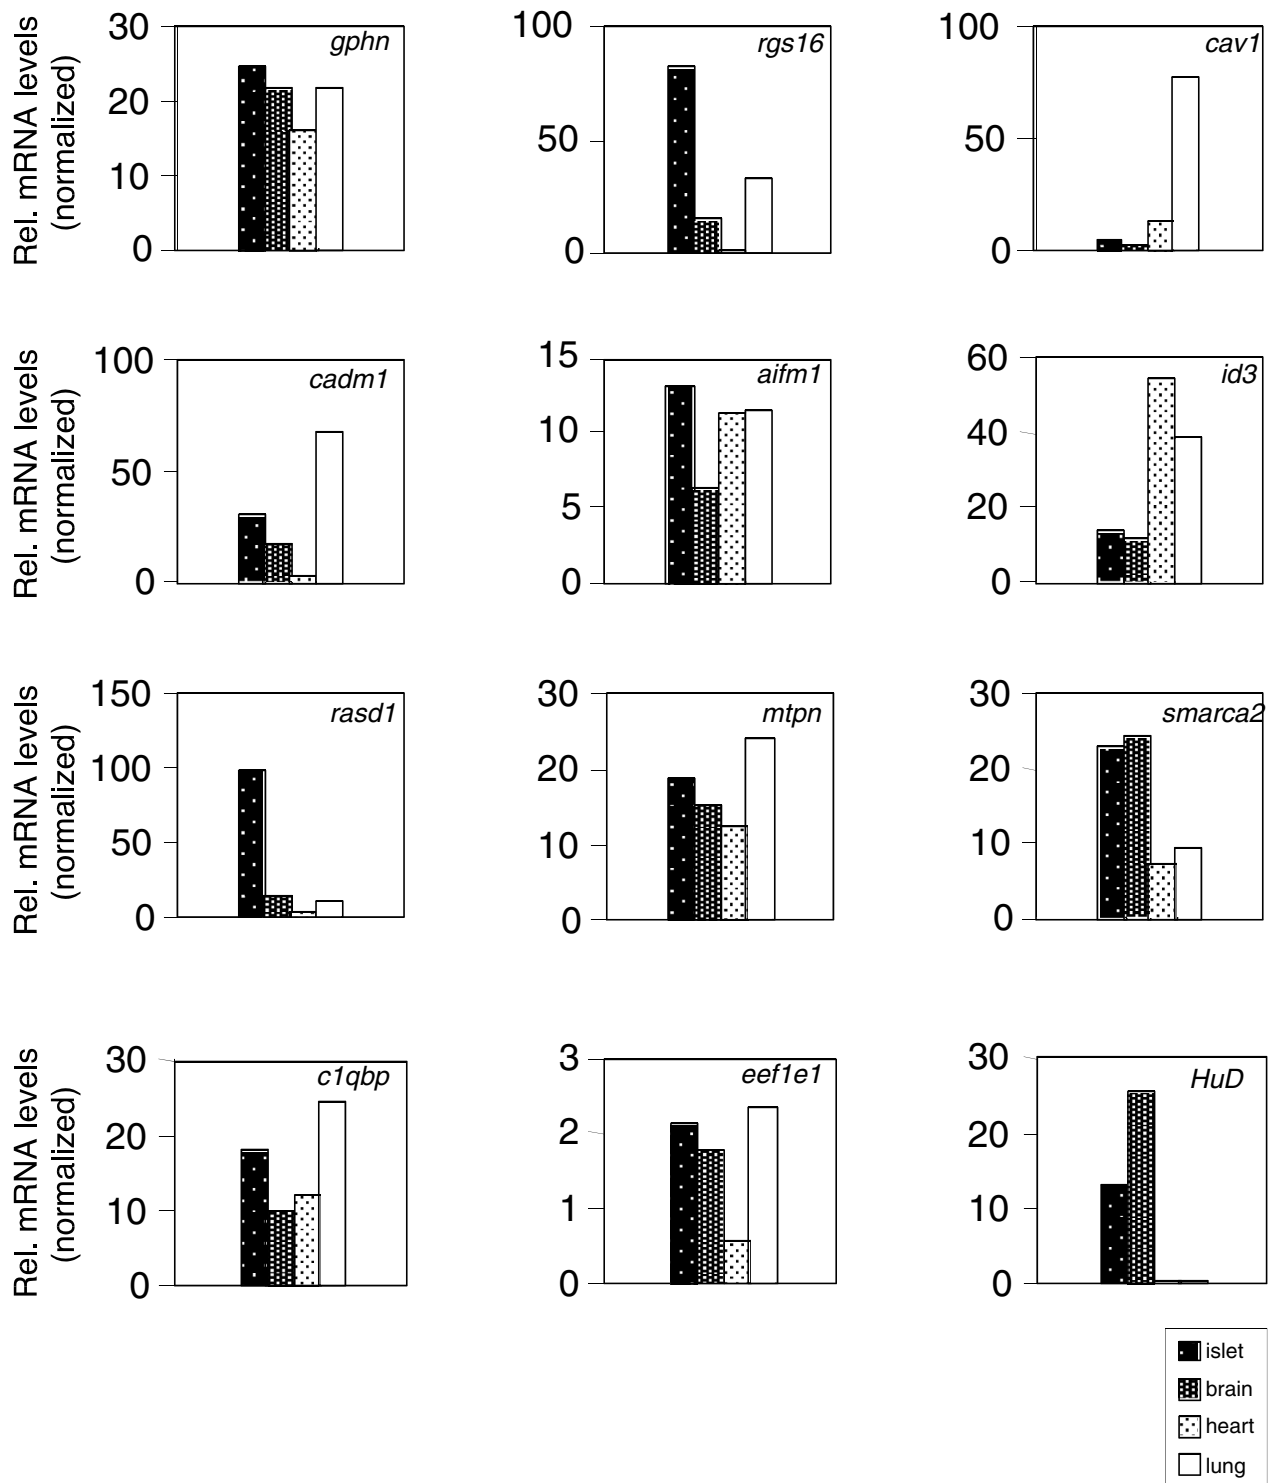 Rel. mRNA levels
(normalized)
30
20
10
0
gphn
100
50
0
rgs16
100
50
0
cav1
Rel. mRNA levels
(normalized)
100
50
0
cadm1
15
10
5
0
aifm1
60
40
20
0
id3
Rel. mRNA levels
(normalized)
150
100
50
0
rasd1
30
20
10
0
mtpn
30
20
10
0
smarca2
Rel. mRNA levels
(normalized)
30
20
10
0
c1qbp
3
2
1
0
eef1e1
30
20
10
0
HuD
islet
brain
heart
lung